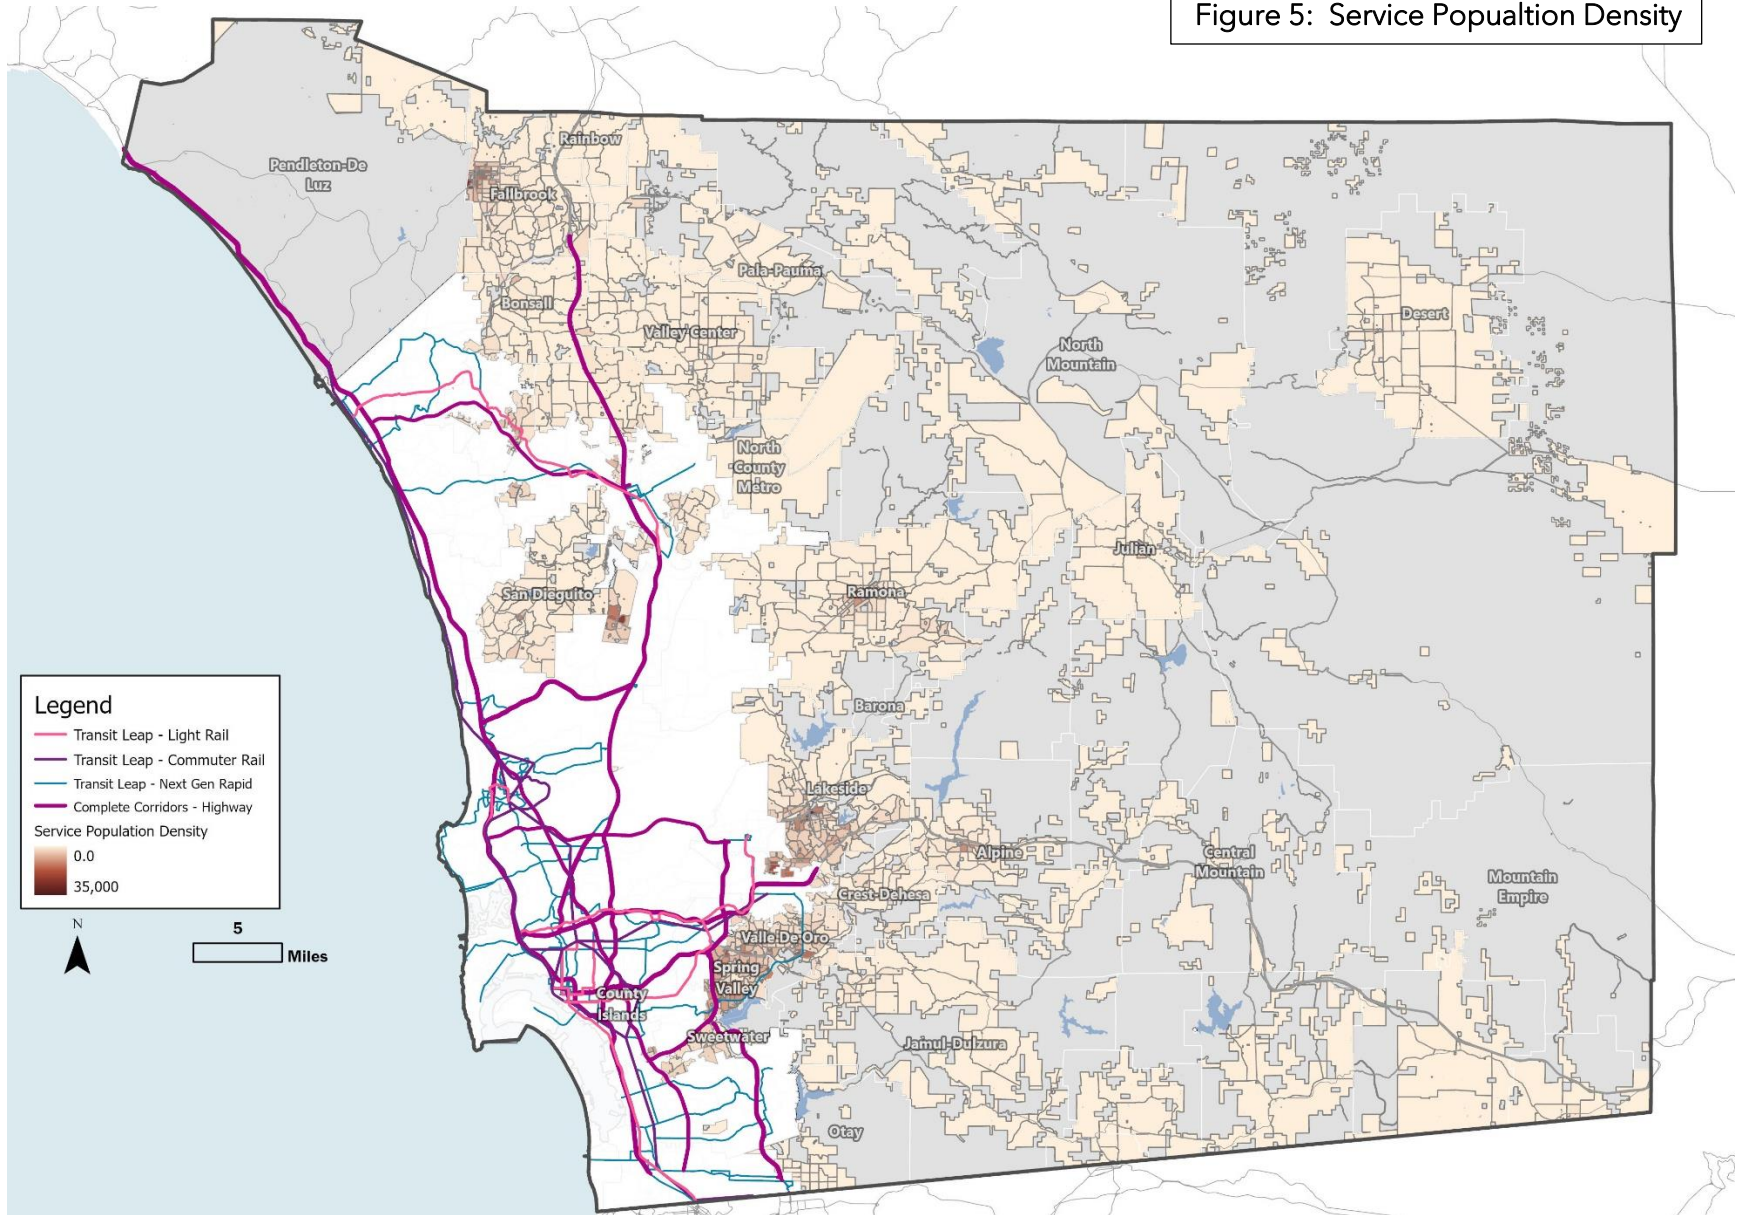 Figure 5: Service Popualtion Density
Rainbow
Pendleton-De
Luz
Fallbrook
Pala-Pauma
Bonsall
Valley Center
Desert
North
Mountain
North
County
Metro
Julian
San Dieguito
Ramona
Barona
Lakeside
Alpine
Central
Mountain
Crest-Dehesa
Mountain
Empire
Valle De Oro
Spring
Valley
County
Islands
Sweetwater
Jamul-Dulzura
Otay
Legend
Transit Leap - Light Rail
Transit Leap - Commuter Rail
Transit Leap - Next Gen Rapid
Complete Corridors - Highway
Service Population Density
0.0
35,000
N
5
Miles